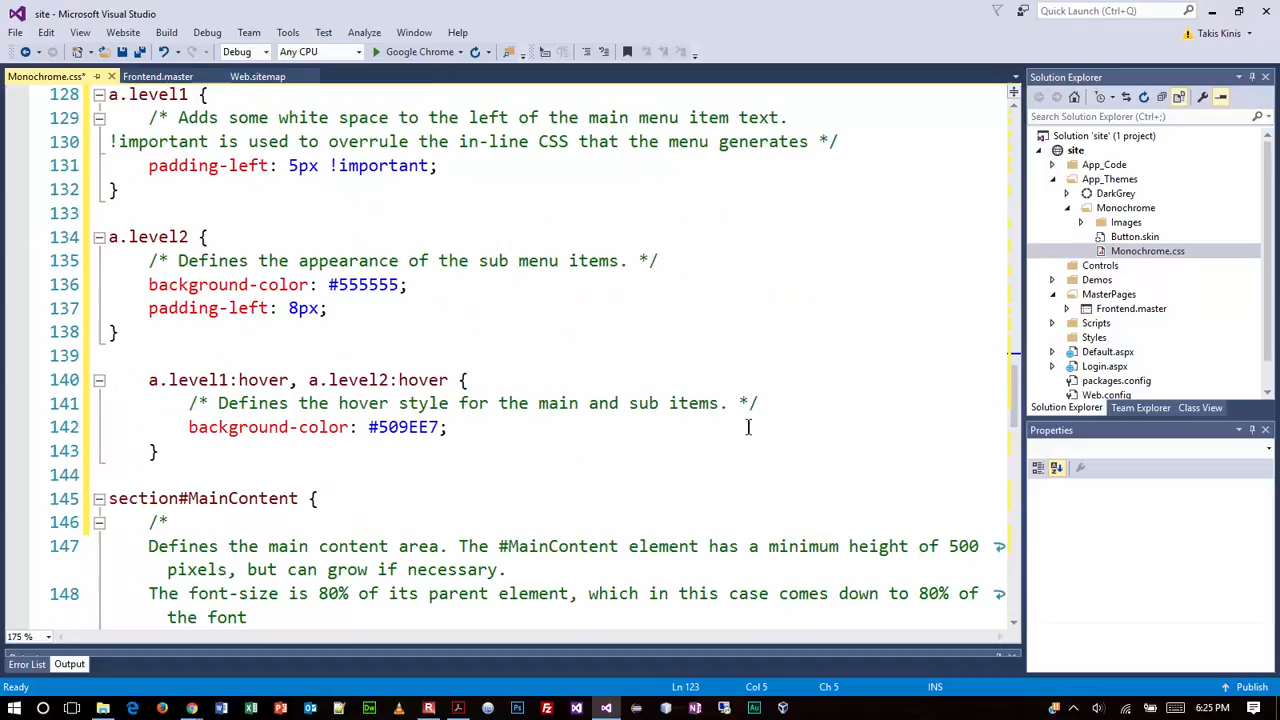 site - Microsoft Visual Studio
Quick Launch (Ctrl+Q)
File Edit View Website Build Debug Team Tools Test Analyze Window Help
Takis Kinis
Debug Any CPU Google Chrome
Monochrome.css* Frontend.master Web.sitemap
128 a.level1 {
129 /* Adds some white space to the left of the main menu item text.
130 !important is used to overrule the in-line CSS that the menu generates */
131 padding-left: 5px !important;
132 }
133
134 a.level2 {
135 /* Defines the appearance of the sub menu items. */
136 background-color: #555555;
137 padding-left: 8px;
138 }
139
140 a.level1:hover, a.level2:hover {
141 /* Defines the hover style for the main and sub items. */
142 background-color: #509EE7;
143 }
144
145 section#MainContent {
146 /*
147 Defines the main content area. The #MainContent element has a minimum height of 500
pixels, but can grow if necessary.
148 The font-size is 80% of its parent element, which in this case comes down to 80% of
the font
175 %
Solution Explorer
Search Solution Explorer (Ctrl+;)
Solution 'site' (1 project)
site
App_Code
App_Themes
DarkGrey
Monochrome
Images
Button.skin
Monochrome.css
Controls
Demos
MasterPages
Frontend.master
Scripts
Styles
Default.aspx
Login.aspx
packages.config
Web.config
Solution Explorer Team Explorer Class View
Properties
Error List Output
Ready Ln 123 Col 5 Ch 5 INS Publish
6:25 PM